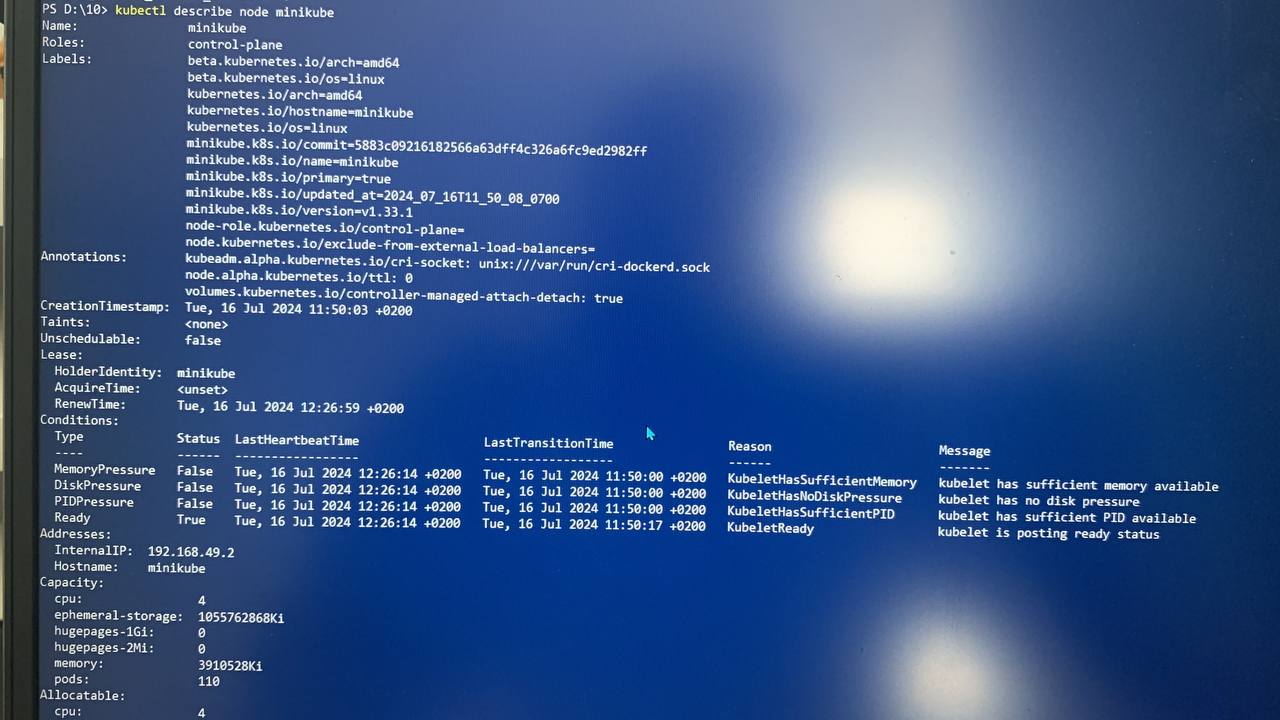 PS D:\10> kubectl describe node minikube
Name: minikube
Roles: control-plane
Labels: beta.kubernetes.io/arch=amd64
beta.kubernetes.io/os=linux
kubernetes.io/arch=amd64
kubernetes.io/hostname=minikube
kubernetes.io/os=linux
minikube.k8s.io/commit=5883c09216182566a63dff4c326a6fc9ed2982ff
minikube.k8s.io/name=minikube
minikube.k8s.io/primary=true
minikube.k8s.io/updated_at=2024_07_16T11_50_08_0700
minikube.k8s.io/version=v1.33.1
node-role.kubernetes.io/control-plane=
node.kubernetes.io/exclude-from-external-load-balancers=
Annotations: kubeadm.alpha.kubernetes.io/cri-socket: unix:///var/run/cri-dockerd.sock
node.alpha.kubernetes.io/ttl: 0
volumes.kubernetes.io/controller-managed-attach-detach: true
CreationTimestamp: Tue, 16 Jul 2024 11:50:03 +0200
Taints: <none>
Unschedulable: false
Lease:
HolderIdentity: minikube
AcquireTime: <unset>
RenewTime: Tue, 16 Jul 2024 12:26:59 +0200
Conditions:
Type Status LastHeartbeatTime LastTransitionTime Reason Message
---- ------ ----------------- ------------------ ------ -------
MemoryPressure False Tue, 16 Jul 2024 12:26:14 +0200 Tue, 16 Jul 2024 11:50:00 +0200 KubeletHasSufficientMemory kubelet has sufficient memory available
DiskPressure False Tue, 16 Jul 2024 12:26:14 +0200 Tue, 16 Jul 2024 11:50:00 +0200 KubeletHasNoDiskPressure kubelet has no disk pressure
PIDPressure False Tue, 16 Jul 2024 12:26:14 +0200 Tue, 16 Jul 2024 11:50:00 +0200 KubeletHasSufficientPID kubelet has sufficient PID available
Ready True Tue, 16 Jul 2024 12:26:14 +0200 Tue, 16 Jul 2024 11:50:17 +0200 KubeletReady kubelet is posting ready status
Addresses:
InternalIP: 192.168.49.2
Hostname: minikube
Capacity:
cpu: 4
ephemeral-storage: 1055762868Ki
hugepages-1Gi: 0
hugepages-2Mi: 0
memory: 3910528Ki
pods: 110
Allocatable:
cpu: 4